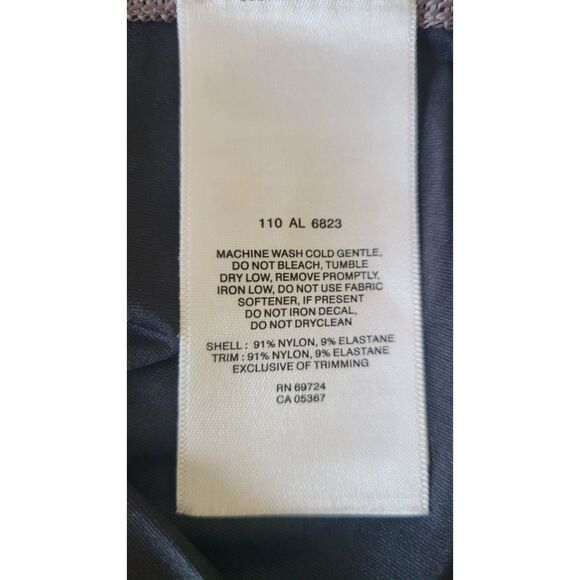 110 AL 6823
MACHINE WASH COLD GENTLE,
DO NOT BLEACH, TUMBLE
DRY LOW, REMOVE PROMPTLY,
IRON LOW, DO NOT USE FABRIC
SOFTENER, IF PRESENT
DO NOT IRON DECAL,
DO NOT DRYCLEAN
SHELL : 91% NYLON, 9% ELASTANE
TRIM : 91% NYLON, 9% ELASTANE
EXCLUSIVE OF TRIMMING
RN 69724
CA 05367